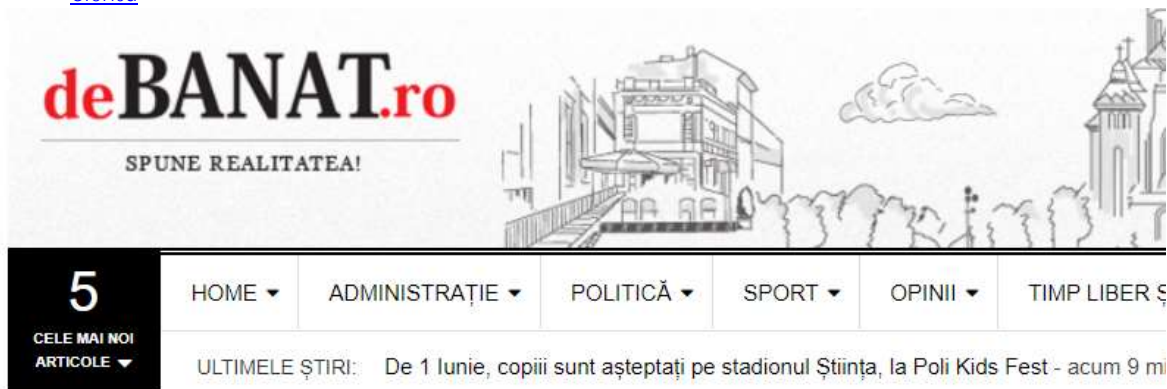 deBANAT.ro
SPUNE REALITATEA!
5
CELE MAI NOI
ARTICOLE
HOME ADMINISTRAȚIE POLITICĂ SPORT OPINII TIMP LIBER Ș
ULTIMELE ȘTIRI: De 1 Iunie, copiii sunt așteptați pe stadionul Știința, la Poli Kids Fest - acum 9 mi